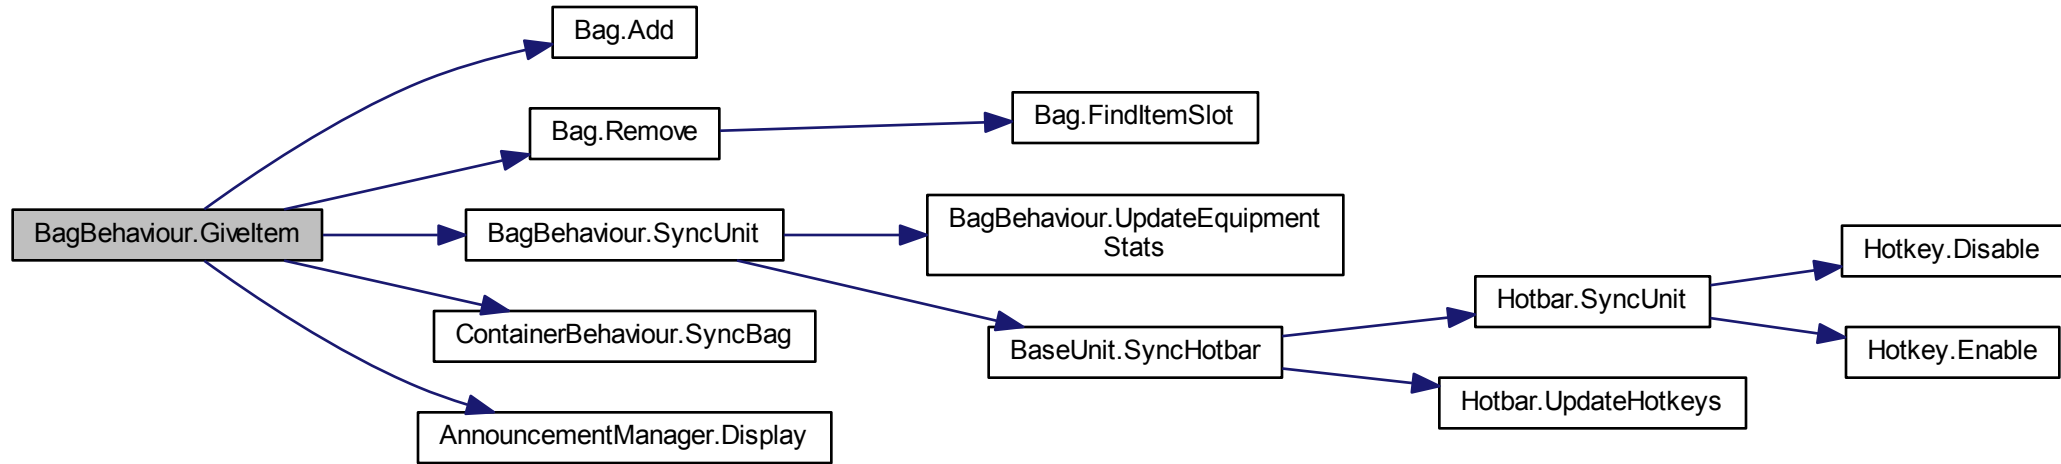 Bag.Add
Bag.FindItemSlot
Bag.Remove
BagBehaviour.GiveItem
BagBehaviour.SyncUnit
BagBehaviour.UpdateEquipment
Stats
Hotkey.Disable
Hotbar.SyncUnit
ContainerBehaviour.SyncBag
BaseUnit.SyncHotbar
Hotkey.Enable
Hotbar.UpdateHotkeys
AnnouncementManager.Display